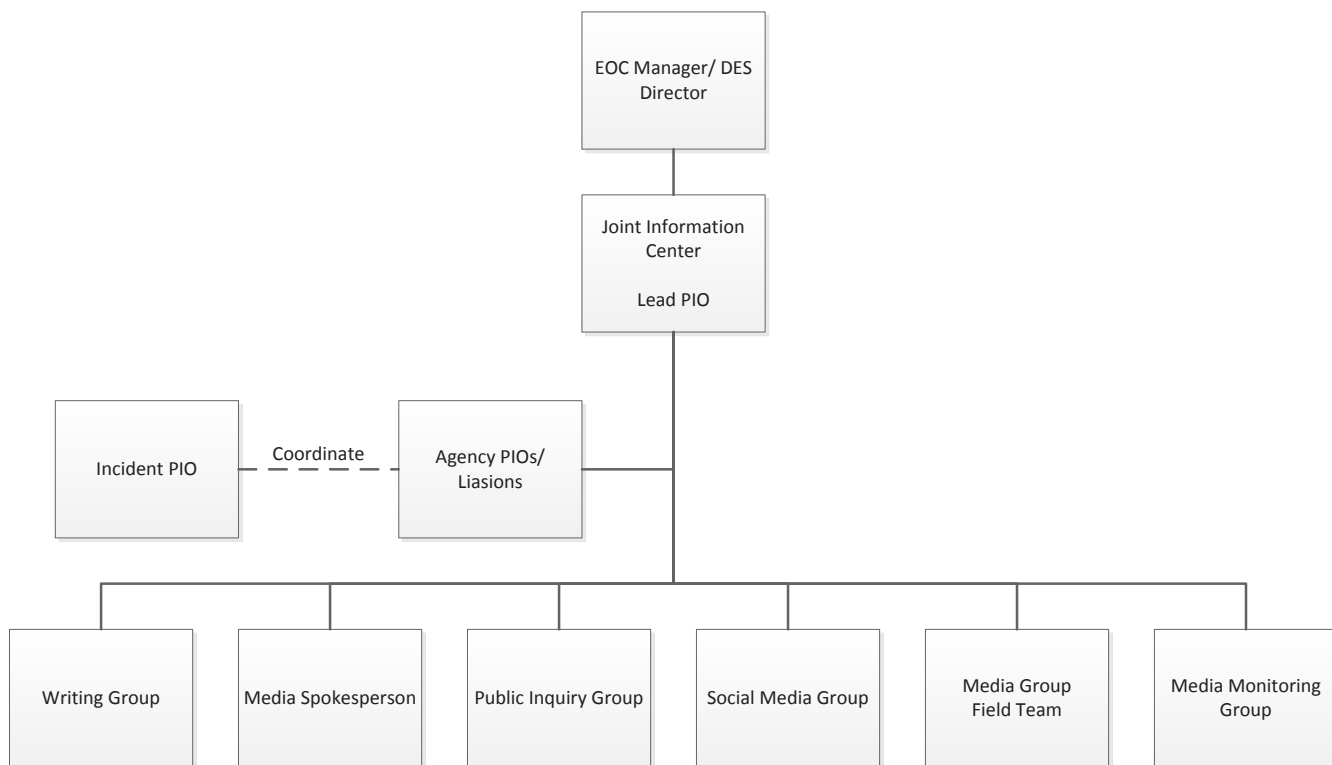 EOC Manager/ DES
Director
Joint Information
Center
Lead PIO
Incident PIO
Coordinate
Agency PIOs/
Liasions
Writing Group
Media Spokesperson
Public Inquiry Group
Social Media Group
Media Group
Field Team
Media Monitoring
Group